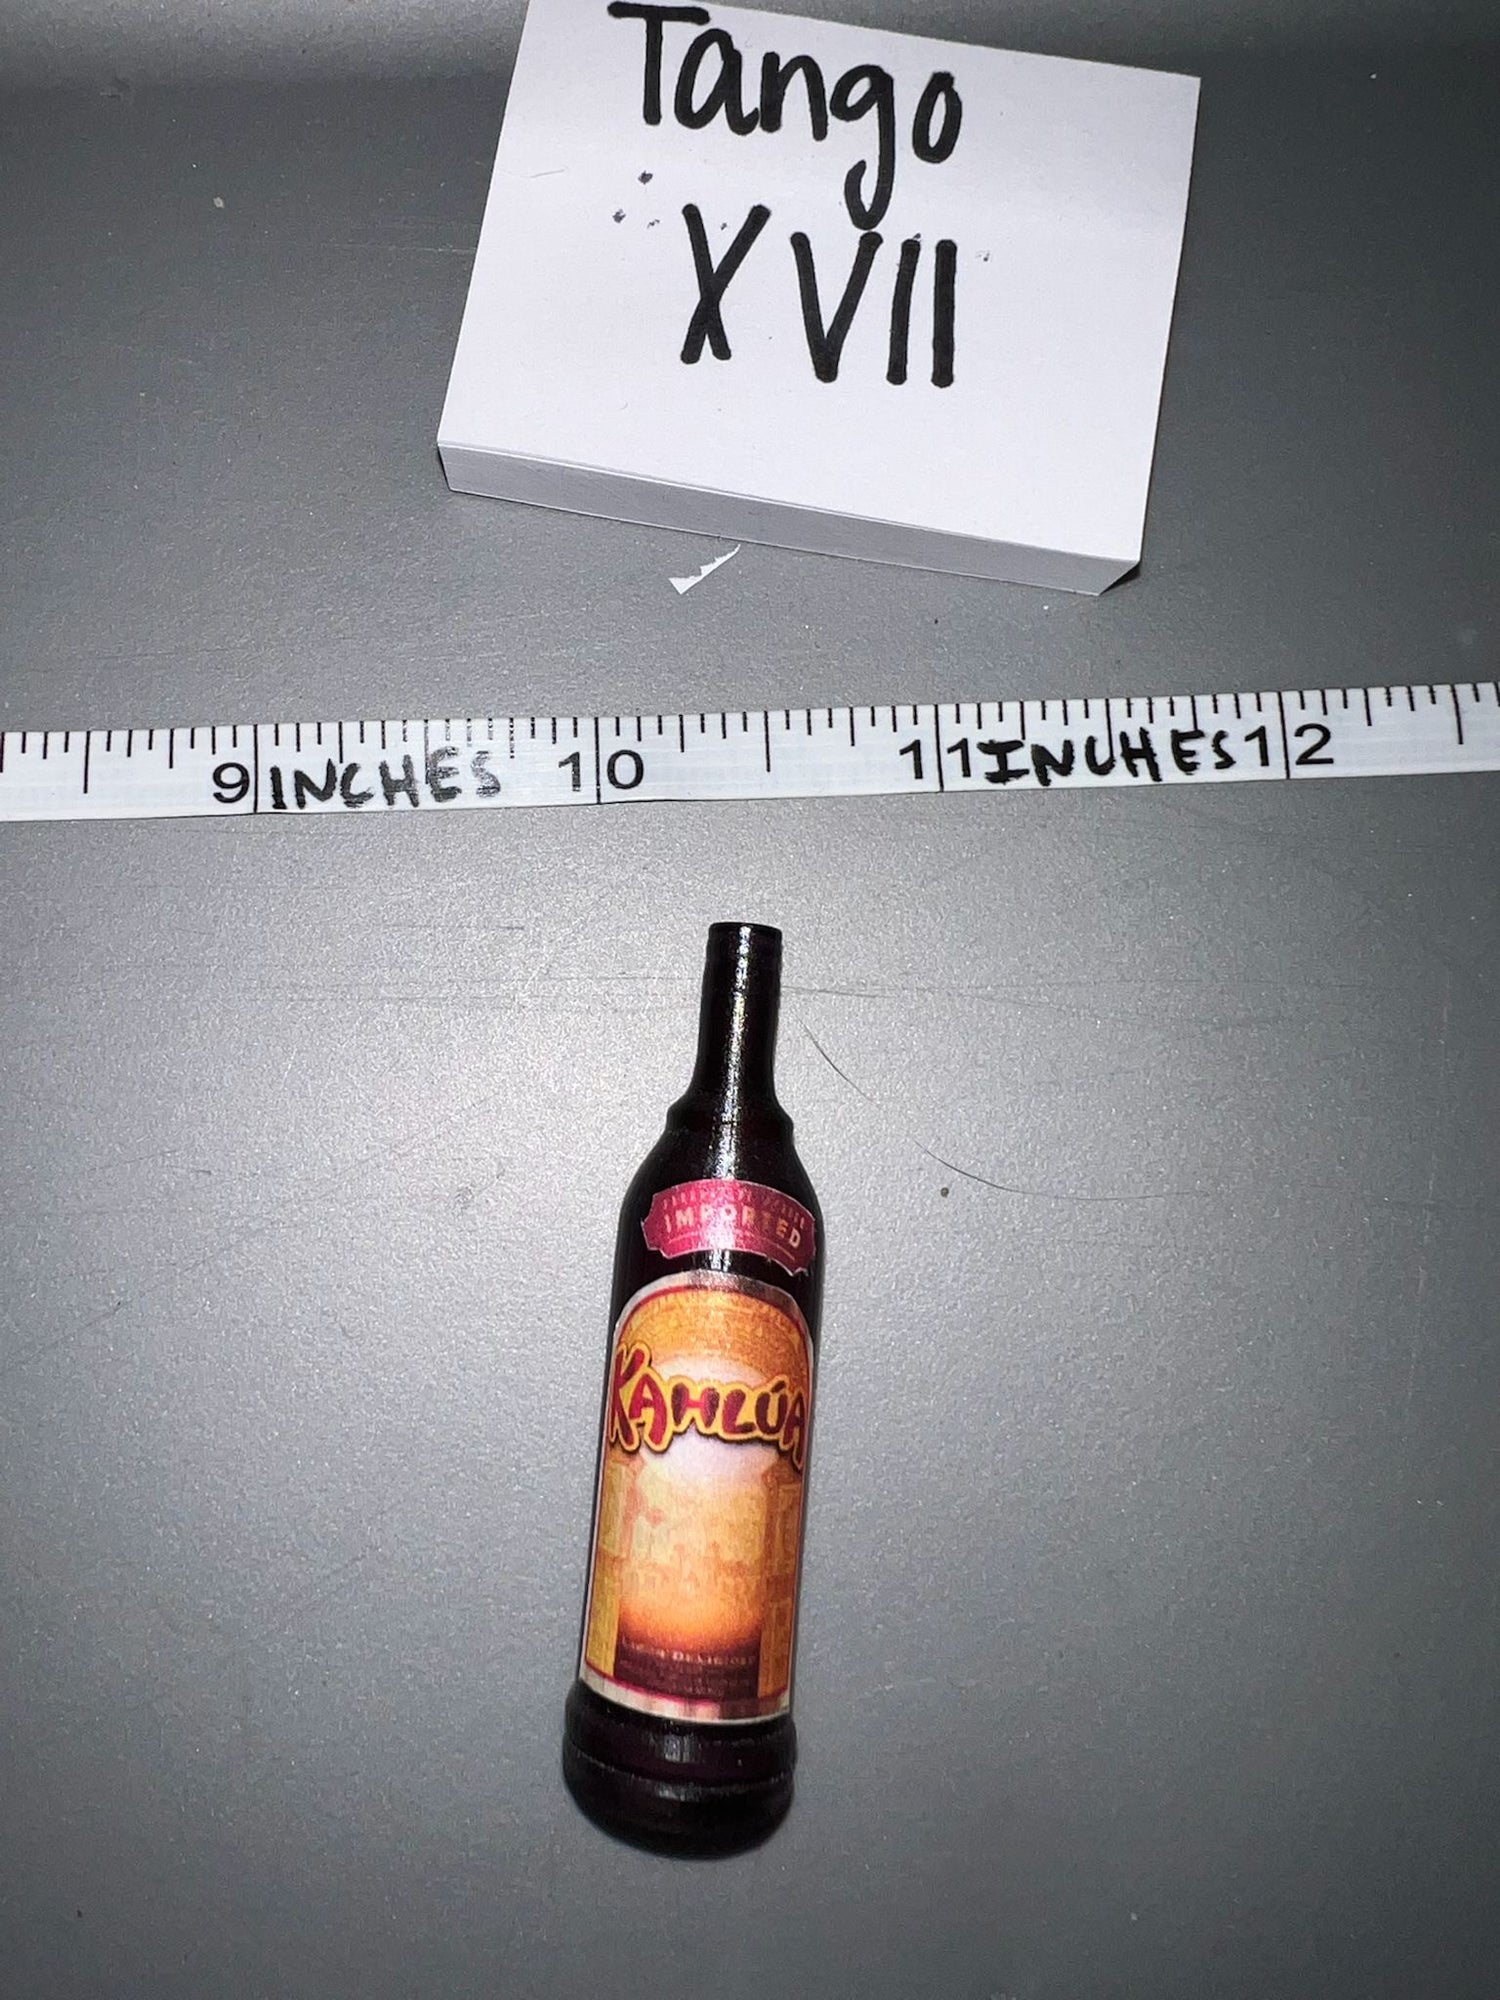 Tango
XVII
9 INCHES 10 11 INCHES 12
IMPORTED
KAHLÚA